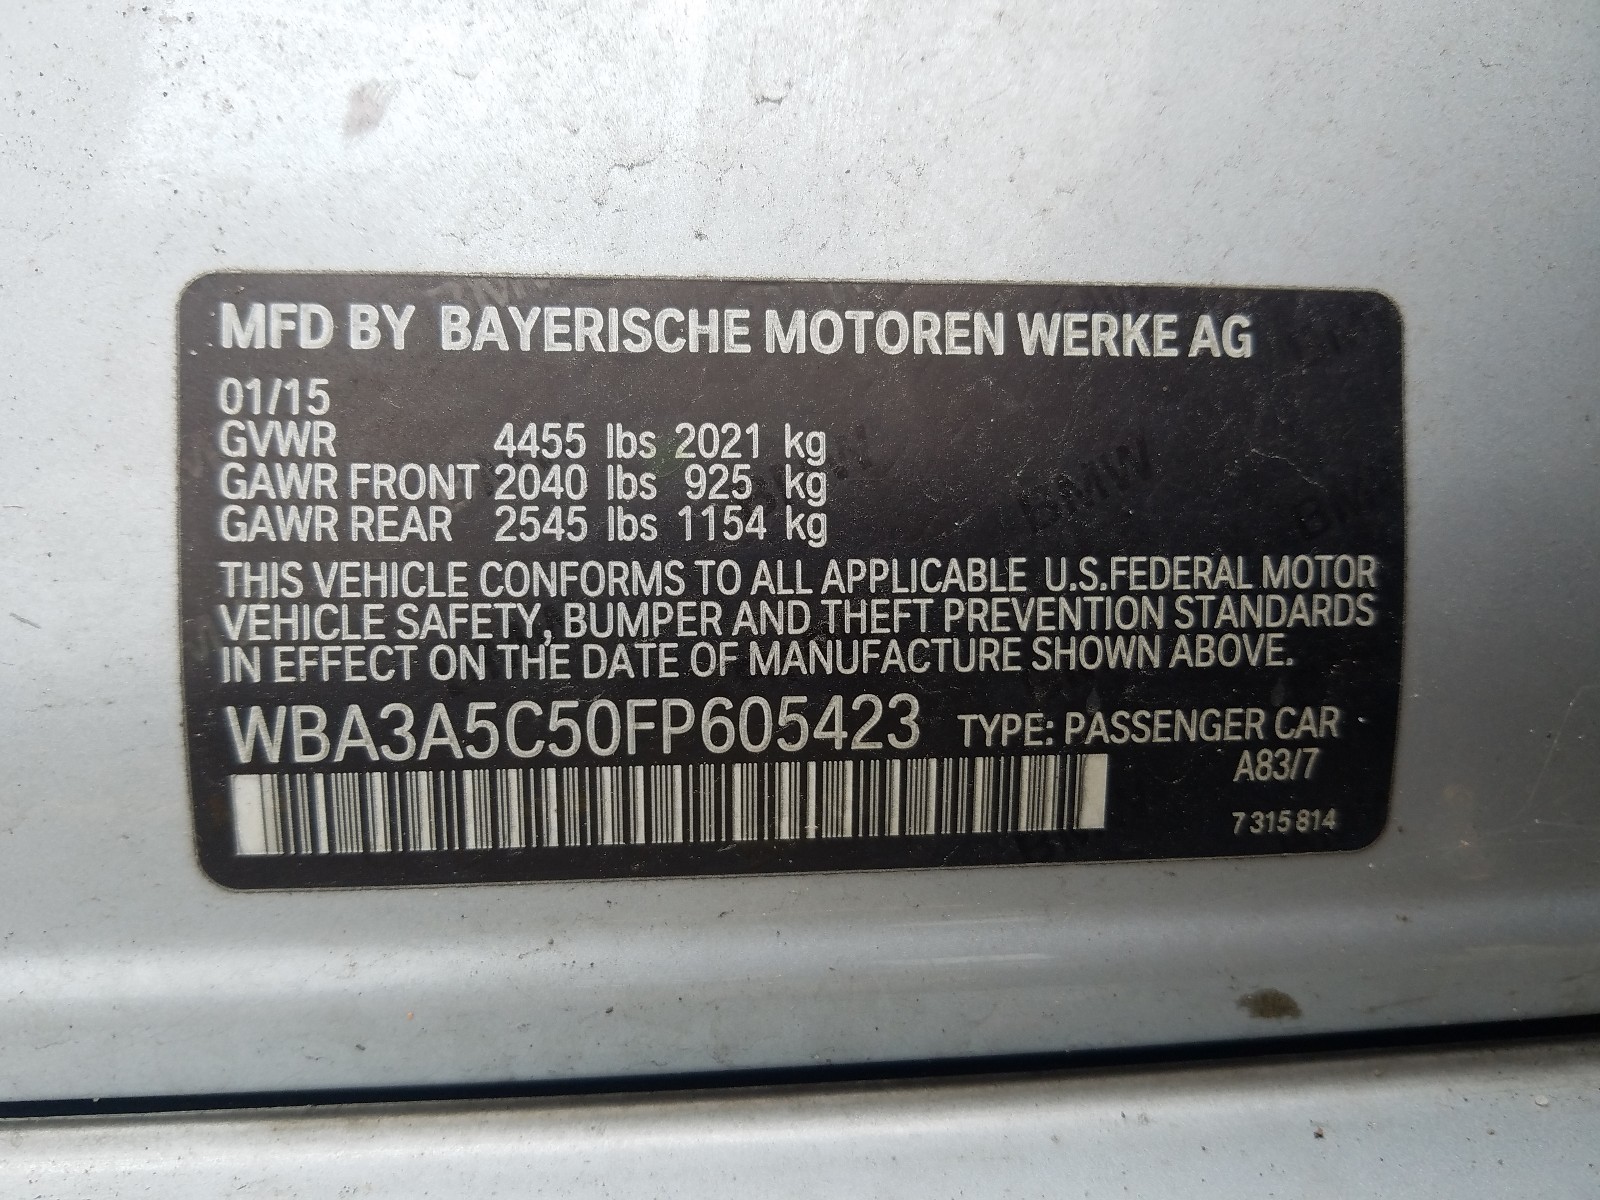 MFD BY BAYERISCHE MOTOREN WERKE AG
01/15
GVWR 4455 lbs 2021 kg
GAWR FRONT 2040 lbs 925 kg
GAWR REAR 2545 lbs 1154 kg
THIS VEHICLE CONFORMS TO ALL APPLICABLE U.S.FEDERAL MOTOR
VEHICLE SAFETY, BUMPER AND THEFT PREVENTION STANDARDS
IN EFFECT ON THE DATE OF MANUFACTURE SHOWN ABOVE.
WBA3A5C50FP605423 TYPE: PASSENGER CAR
A83/7
7 315 814